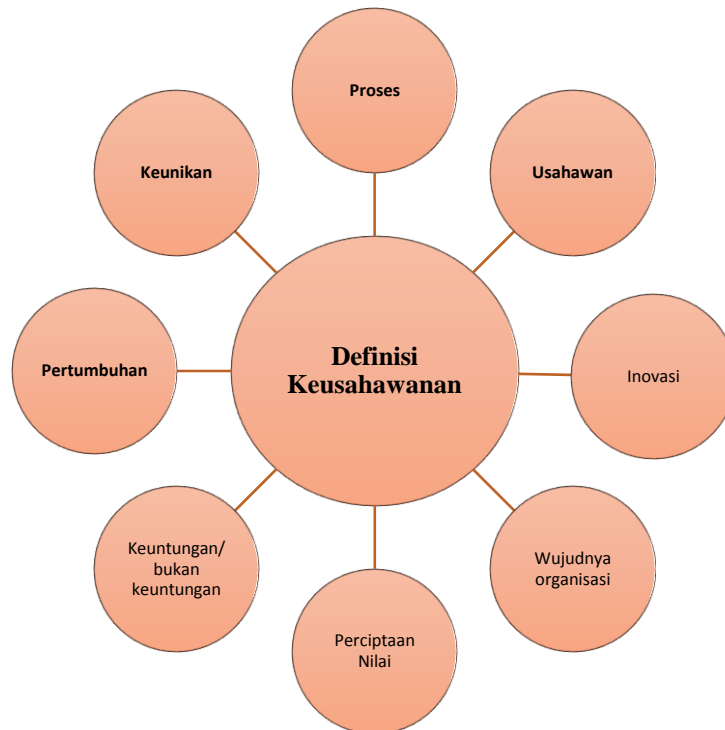 Proses
Keunikan
Usahawan
Definisi
Keusahawanan
Pertumbuhan
Inovasi
Keuntungan/
bukan
keuntungan
Wujudnya
organisasi
Perciptaan
Nilai